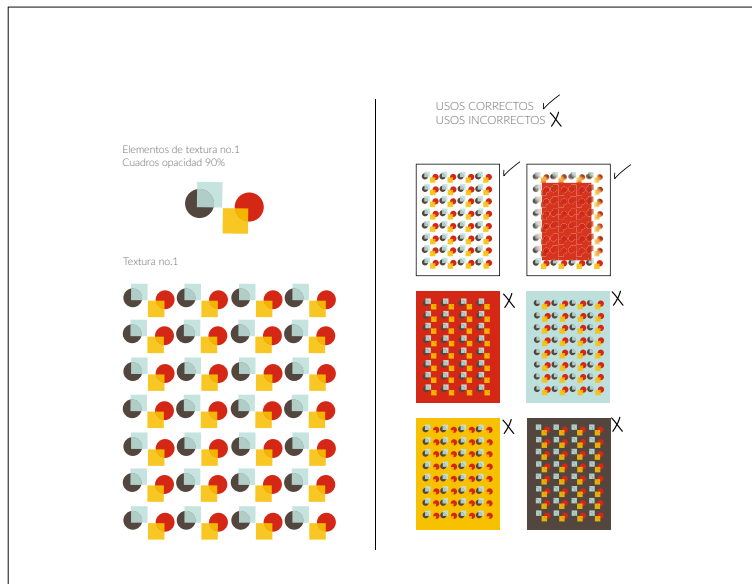 Elementos de textura no.1
Cuadros opacidad 90%
Textura no.1
USOS CORRECTOS
USOS INCORRECTOS